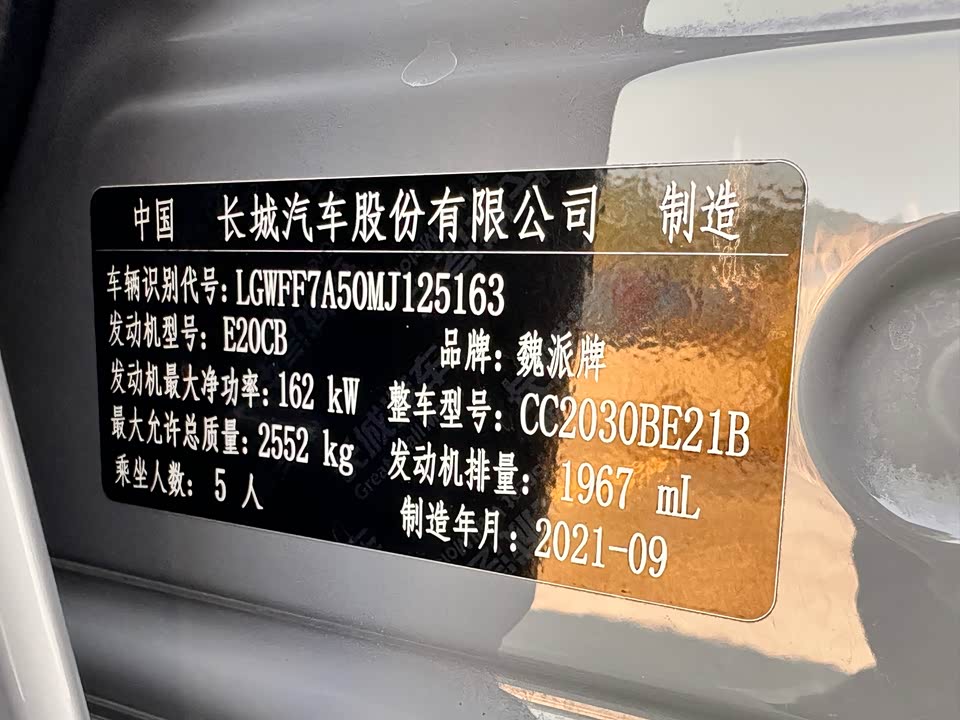 中国 长城汽车股份有限公司 制造
车辆识别代号：LGWFF7A50MJ125163
发动机型号：E20CB 品牌：魏派牌
发动机最大净功率：162 kW 整车型号：CC2030BE21B
最大允许总质量：2552 kg 发动机排量： 1967 mL
乘坐人数：5 人 制造年月：2021-09